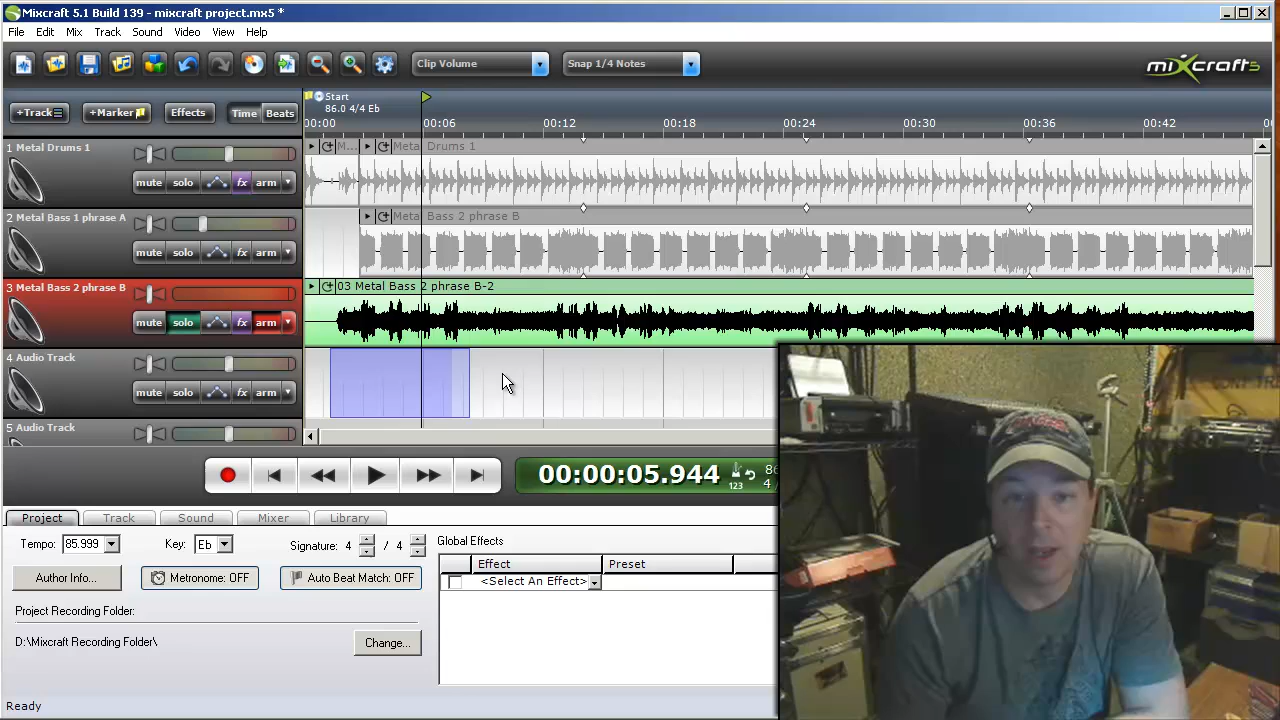 Mixcraft 5.1 Build 139 - mixcraft project.mx5 *
File Edit Mix Track Sound Video View Help
Clip Volume
Snap 1/4 Notes
mixcraft5
+Track
+Marker
Effects
Time
Beats
Start
86.0 4/4 Eb
00:00 00:06 00:12 00:18 00:24 00:30 00:36 00:42 00
1 Metal Drums 1
mute solo fx arm
M...
Metal Drums 1
2 Metal Bass 1 phrase A
mute solo fx arm
Metal Bass 2 phrase B
3 Metal Bass 2 phrase B
mute solo fx arm
03 Metal Bass 2 phrase B-2
4 Audio Track
mute solo fx arm
5 Audio Track
00:00:05.944
123
86
4 /
Project Track Sound Mixer Library
Tempo: 85.999 Key: Eb Signature: 4 / 4
Author Info...
Metronome: OFF
Auto Beat Match: OFF
Project Recording Folder:
D:\Mixcraft Recording Folder\
Change...
Global Effects
Effect Preset
<Select An Effect>
Ready